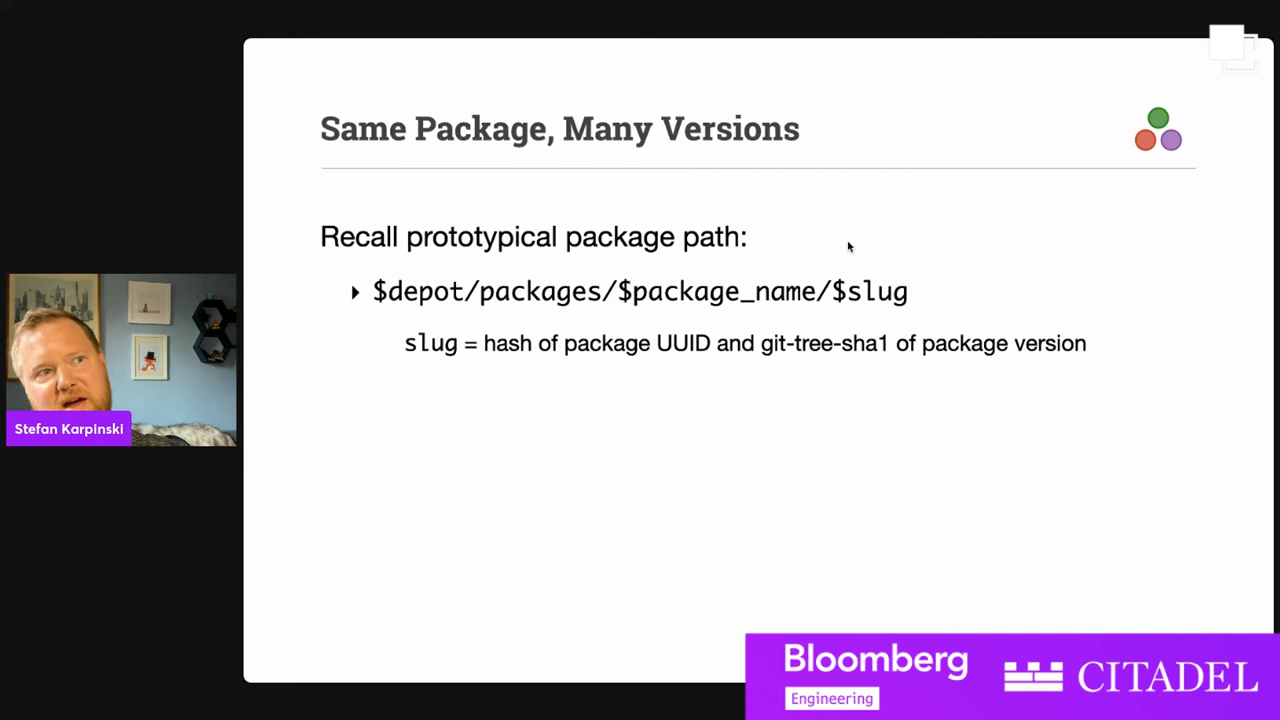 Same Package, Many Versions
Recall prototypical package path:
$depot/packages/$package_name/$slug
slug = hash of package UUID and git-tree-sha1 of package version
Stefan Karpinski
Bloomberg
Engineering
CITADEL